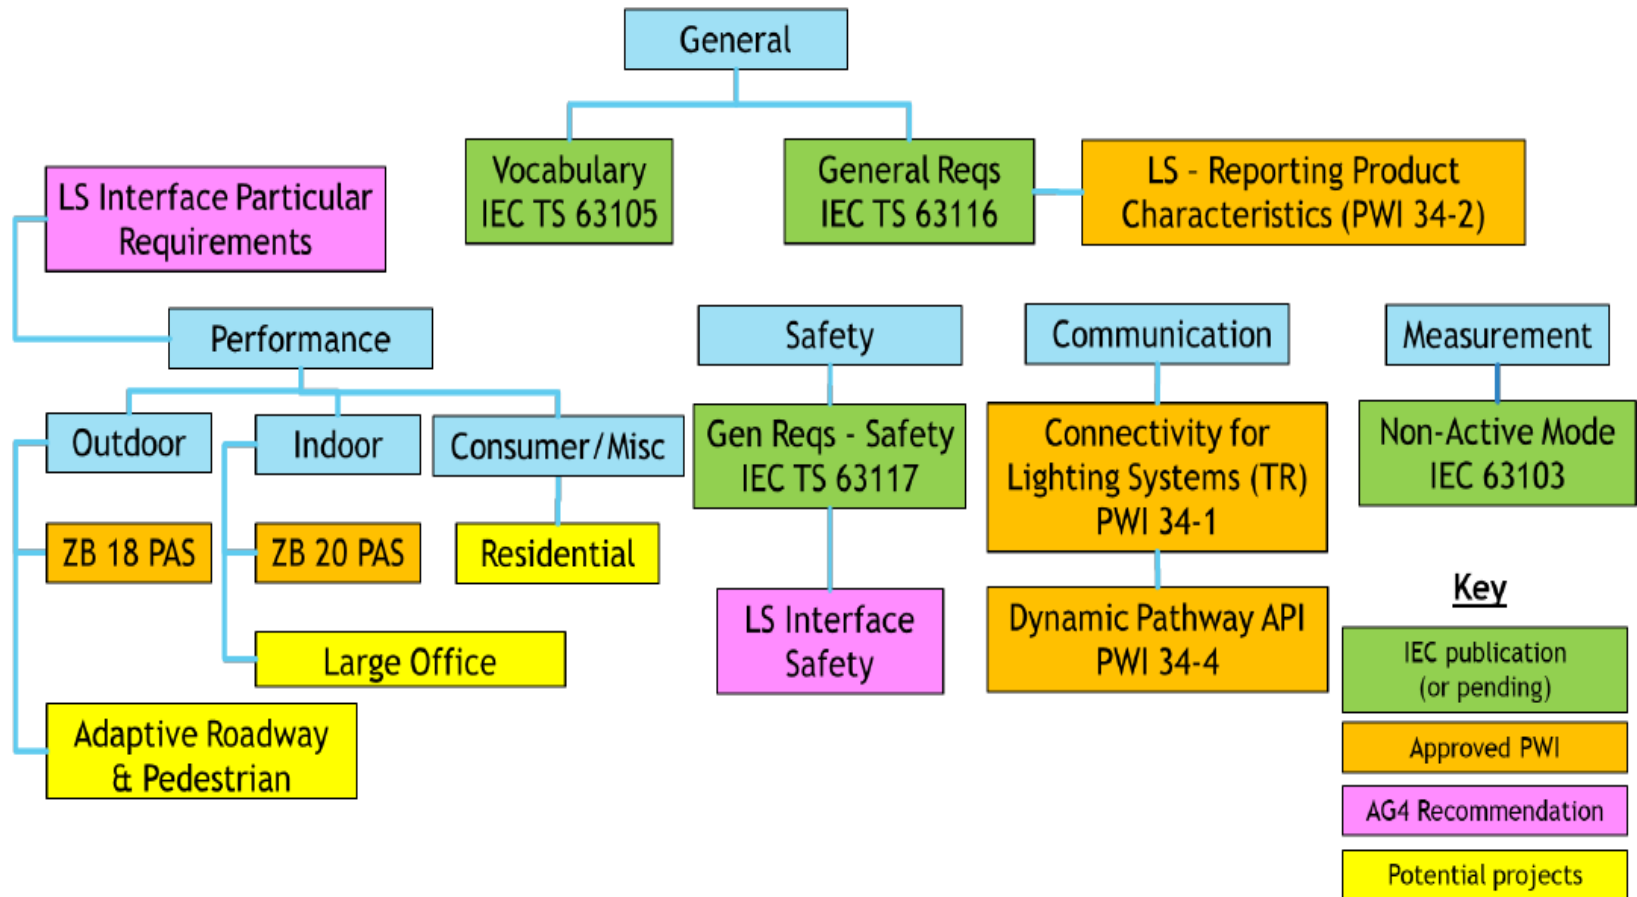 General
Vocabulary
IEC TS 63105
General Reqs
IEC TS 63116
LS - Reporting Product
Characteristics (PWI 34-2)
LS Interface Particular
Requirements
Performance
Safety
Communication
Measurement
Outdoor
Indoor
Consumer/Misc
Gen Reqs - Safety
IEC TS 63117
Connectivity for
Lighting Systems (TR)
PWI 34-1
Non-Active Mode
IEC 63103
ZB 18 PAS
ZB 20 PAS
Residential
LS Interface
Safety
Dynamic Pathway API
PWI 34-4
Large Office
Adaptive Roadway
& Pedestrian
Key
IEC publication
(or pending)
Approved PWI
AG4 Recommendation
Potential projects